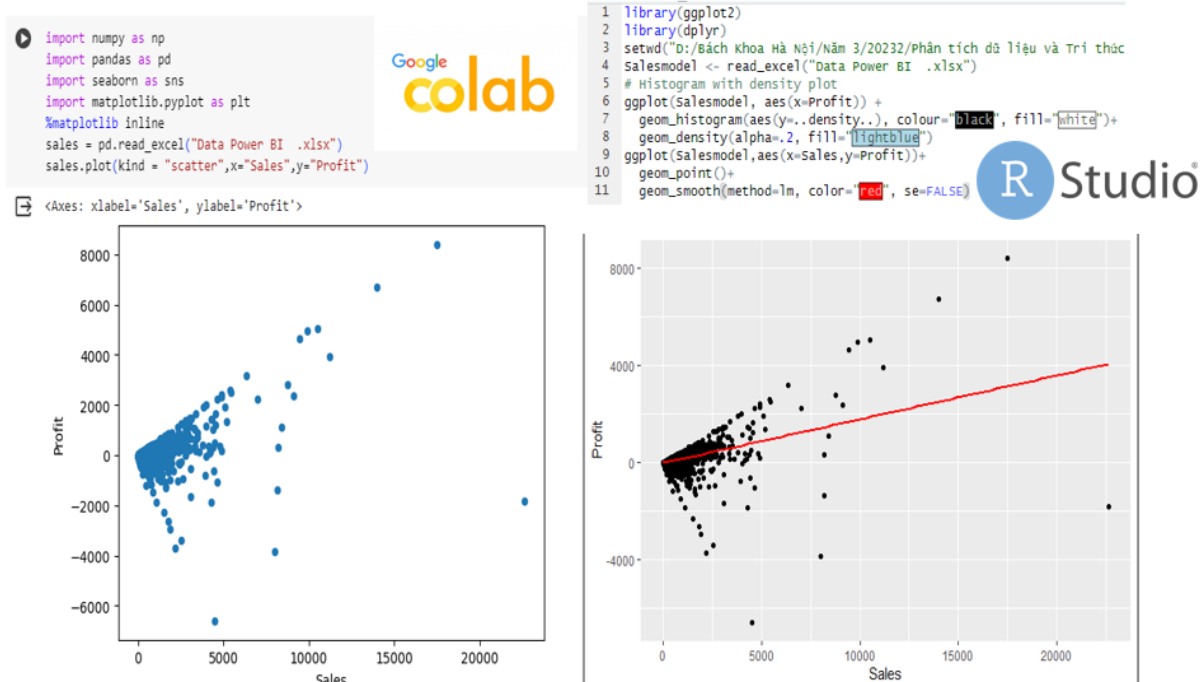 import numpy as np
import pandas as pd
import seaborn as sns
import matplotlib.pyplot as plt
%matplotlib inline
sales = pd.read_excel("Data Power BI  .xlsx")
sales.plot(kind = "scatter",x="Sales",y="Profit")
Google
colab
<Axes: xlabel='Sales', ylabel='Profit'>
8000
6000
4000
2000
0
−2000
−4000
−6000
Profit
0 5000 10000 15000 20000
Sales
1 library(ggplot2)
2 library(dplyr)
3 setwd("D:/Bách Khoa Hà Nội/Năm 3/20232/Phân tích dữ liệu và Tri thức
4 Salesmodel <- read_excel("Data Power BI  .xlsx")
5 # Histogram with density plot
6 ggplot(Salesmodel, aes(x=Profit)) +
7 geom_histogram(aes(y=..density..), colour="black", fill="white")+
8 geom_density(alpha=.2, fill="lightblue")
9 ggplot(Salesmodel,aes(x=Sales,y=Profit))+
10 geom_point()+
11 geom_smooth(method=lm, color="red", se=FALSE)
R Studio®
8000
4000
0
-4000
Profit
0 5000 10000 15000 20000
Sales